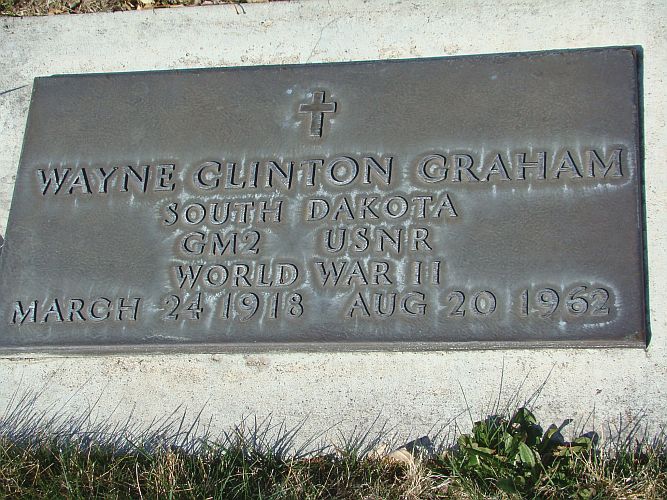 WAYNE CLINTON GRAHAM
SOUTH DAKOTA
GM2 USNR
WORLD WAR II
MARCH 24 1918 AUG 20 1962